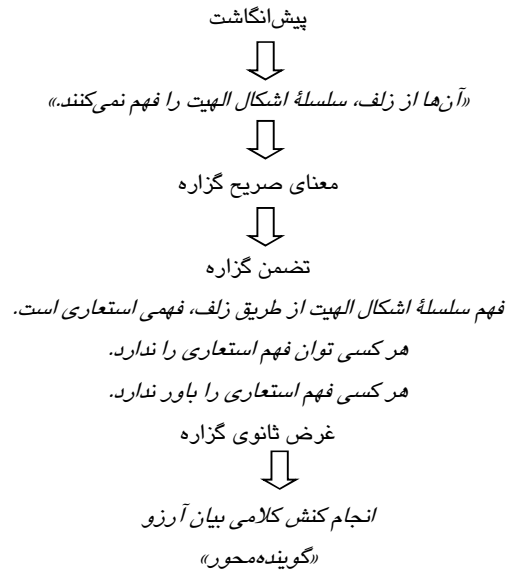 پیش‌انگاشت
«آن‌ها از زلف، سلسلهٔ اشکال الهیت را فهم نمی‌کنند.»
معنای صریح گزاره
تضمن گزاره
فهم سلسلهٔ اشکال الهیت از طریق زلف، فهمی استعاری است.
هر کسی توان فهم استعاری را ندارد.
هر کسی فهم استعاری را باور ندارد.
غرض ثانوی گزاره
انجام کنش کلامی بیان آرزو
«گوینده‌محور»